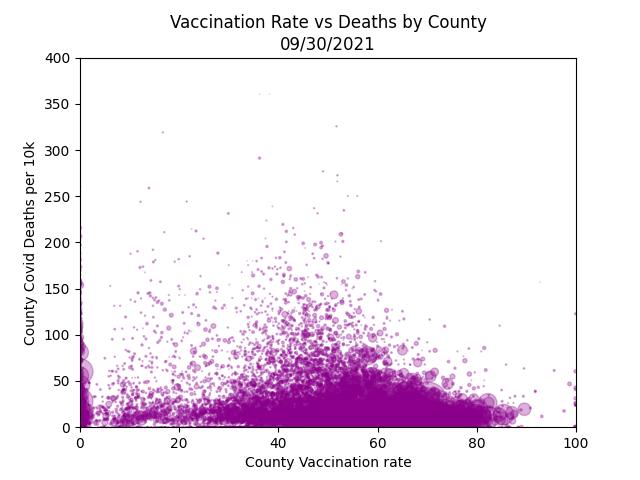 Vaccination Rate vs Deaths by County
09/30/2021
400
350
300
250
200
150
100
50
0
County Covid Deaths per 10k
0 20 40 60 80 100
County Vaccination rate